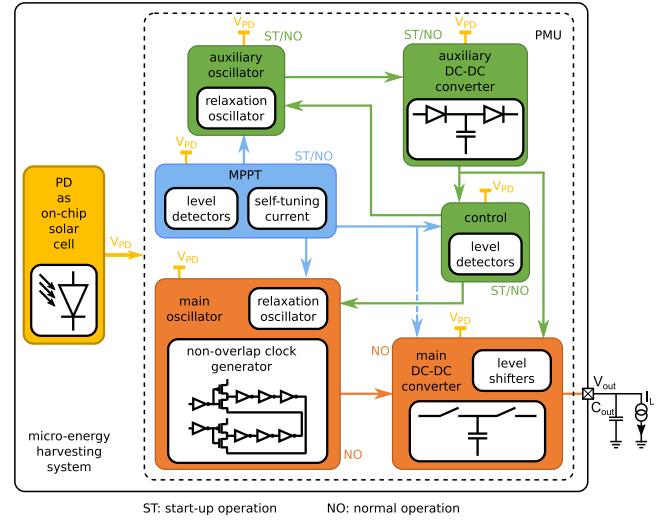 V_PD
ST/NO
auxiliary
oscillator
relaxation
oscillator
ST/NO
V_PD
auxiliary
DC-DC
converter
PMU
V_PD
ST/NO
MPPT
level
detectors
self-tuning
current
V_PD
control
level
detectors
ST/NO
PD
as
on-chip
solar
cell
V_PD
V_PD
main
oscillator
relaxation
oscillator
non-overlap clock
generator
NO
V_PD
NO
main
DC-DC
converter
level
shifters
V_out
C_out
I_L
micro-energy
harvesting
system
ST: start-up operation
NO: normal operation